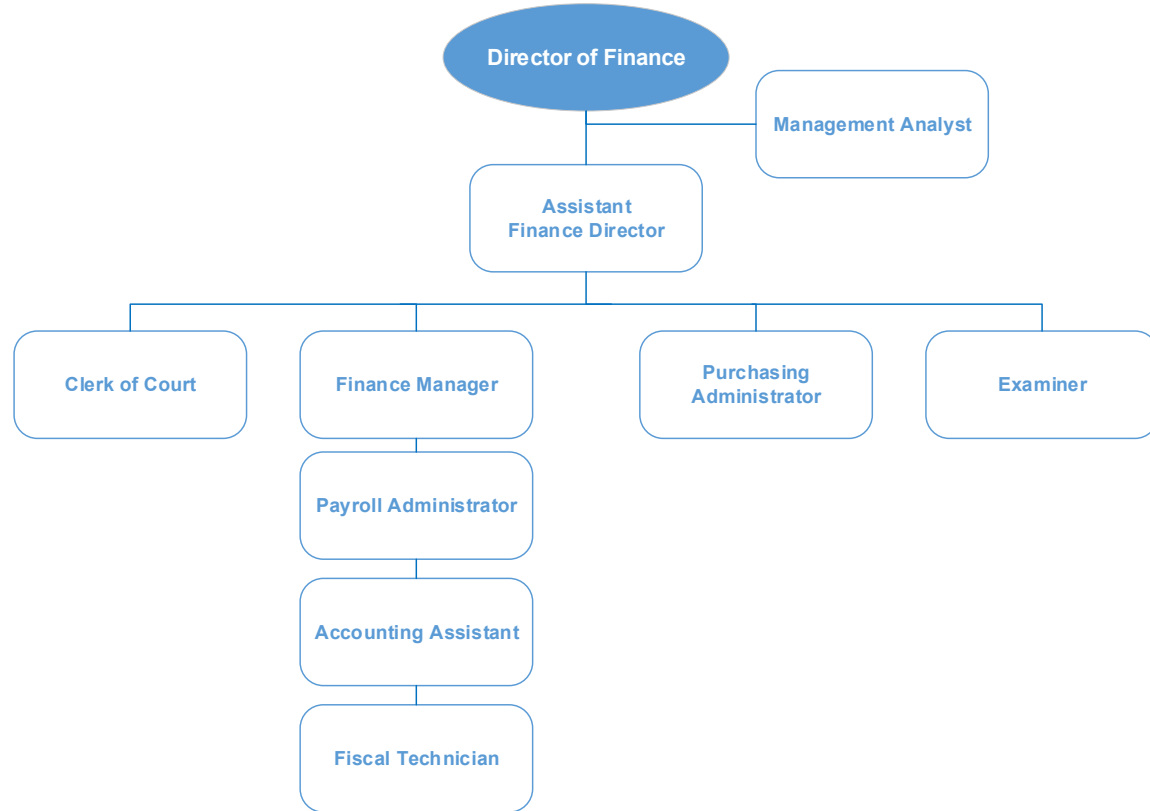 Director of Finance
Management Analyst
Assistant
Finance Director
Clerk of Court
Finance Manager
Purchasing
Administrator
Examiner
Payroll Administrator
Accounting Assistant
Fiscal Technician